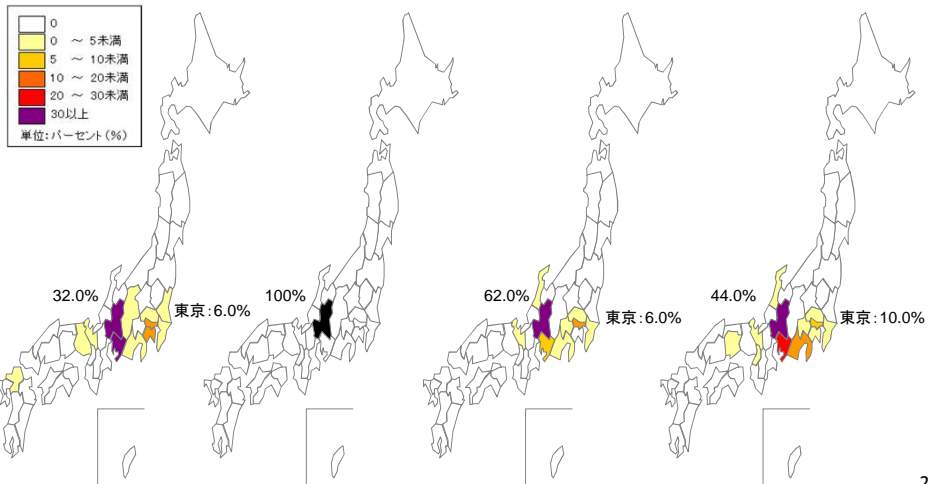 0
0 ～ 5未満
5 ～ 10未満
10 ～ 20未満
20 ～ 30未満
30以上
単位:パーセント(%)
32.0%
東京:6.0%
100%
62.0%
東京:6.0%
44.0%
東京:10.0%
2